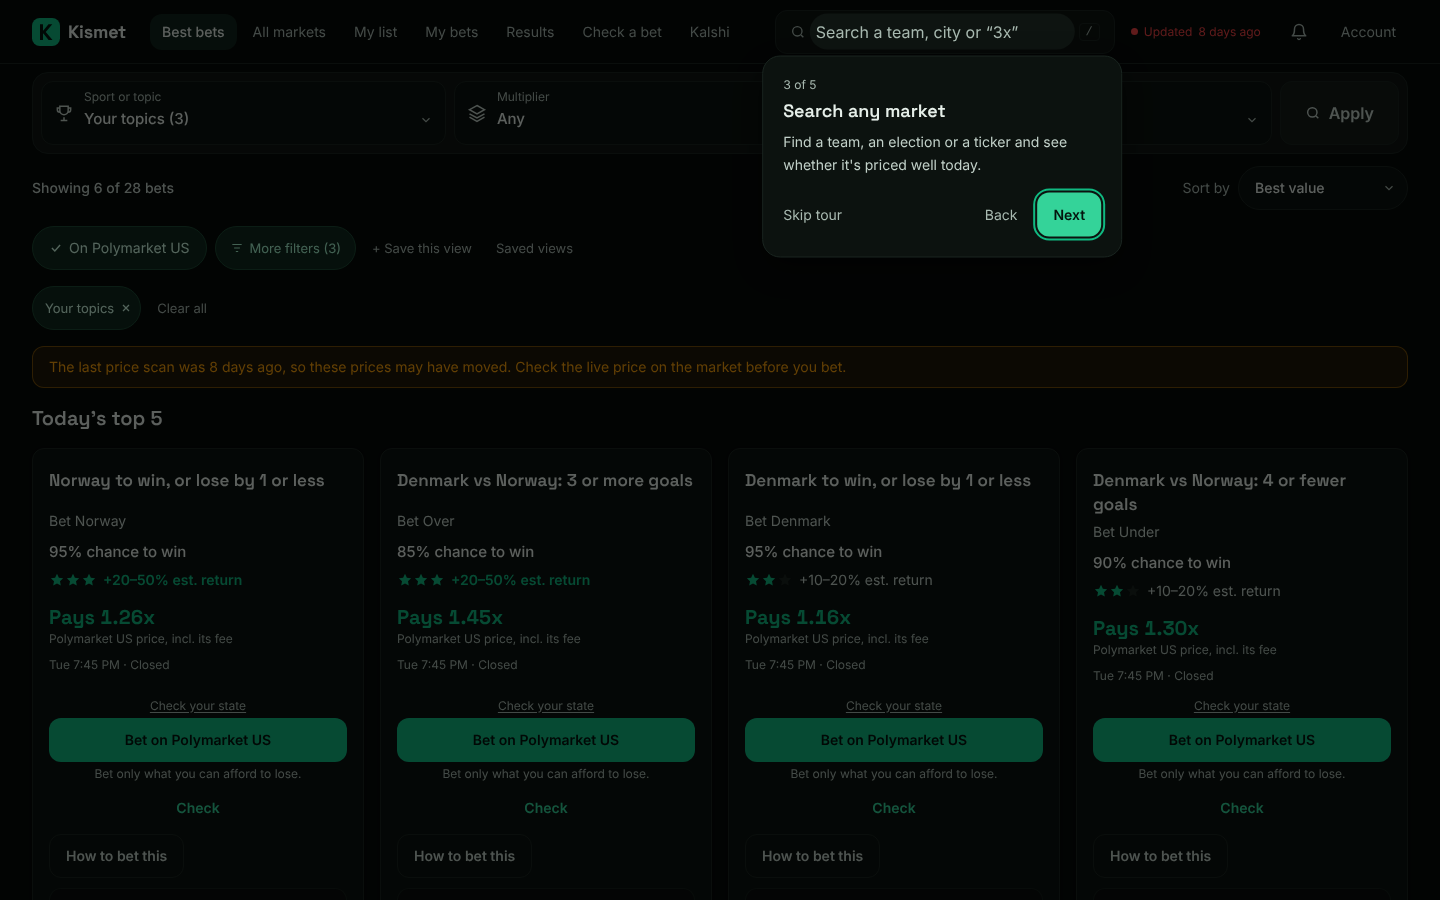 K Kismet
Best bets
All markets
My list
My bets
Results
Check a bet
Kalshi
Search a team, city or “3x”
/
Updated 8 days ago
Account
Sport or topic
Your topics (3)
Multiplier
Any
Apply
3 of 5
Search any market
Find a team, an election or a ticker and see
whether it's priced well today.
Skip tour
Back
Next
Showing 6 of 28 bets
Sort by
Best value
On Polymarket US
More filters (3)
+ Save this view
Saved views
Your topics ×
Clear all
The last price scan was 8 days ago, so these prices may have moved. Check the live price on the market before you bet.
Today’s top 5
Norway to win, or lose by 1 or less
Bet Norway
95% chance to win
+20–50% est. return
Pays 1.26x
Polymarket US price, incl. its fee
Tue 7:45 PM · Closed
Check your state
Bet on Polymarket US
Bet only what you can afford to lose.
Check
How to bet this
Denmark vs Norway: 3 or more goals
Bet Over
85% chance to win
+20–50% est. return
Pays 1.45x
Polymarket US price, incl. its fee
Tue 7:45 PM · Closed
Check your state
Bet on Polymarket US
Bet only what you can afford to lose.
Check
How to bet this
Denmark to win, or lose by 1 or less
Bet Denmark
95% chance to win
+10–20% est. return
Pays 1.16x
Polymarket US price, incl. its fee
Tue 7:45 PM · Closed
Check your state
Bet on Polymarket US
Bet only what you can afford to lose.
Check
How to bet this
Denmark vs Norway: 4 or fewer
goals
Bet Under
90% chance to win
+10–20% est. return
Pays 1.30x
Polymarket US price, incl. its fee
Tue 7:45 PM · Closed
Check your state
Bet on Polymarket US
Bet only what you can afford to lose.
Check
How to bet this